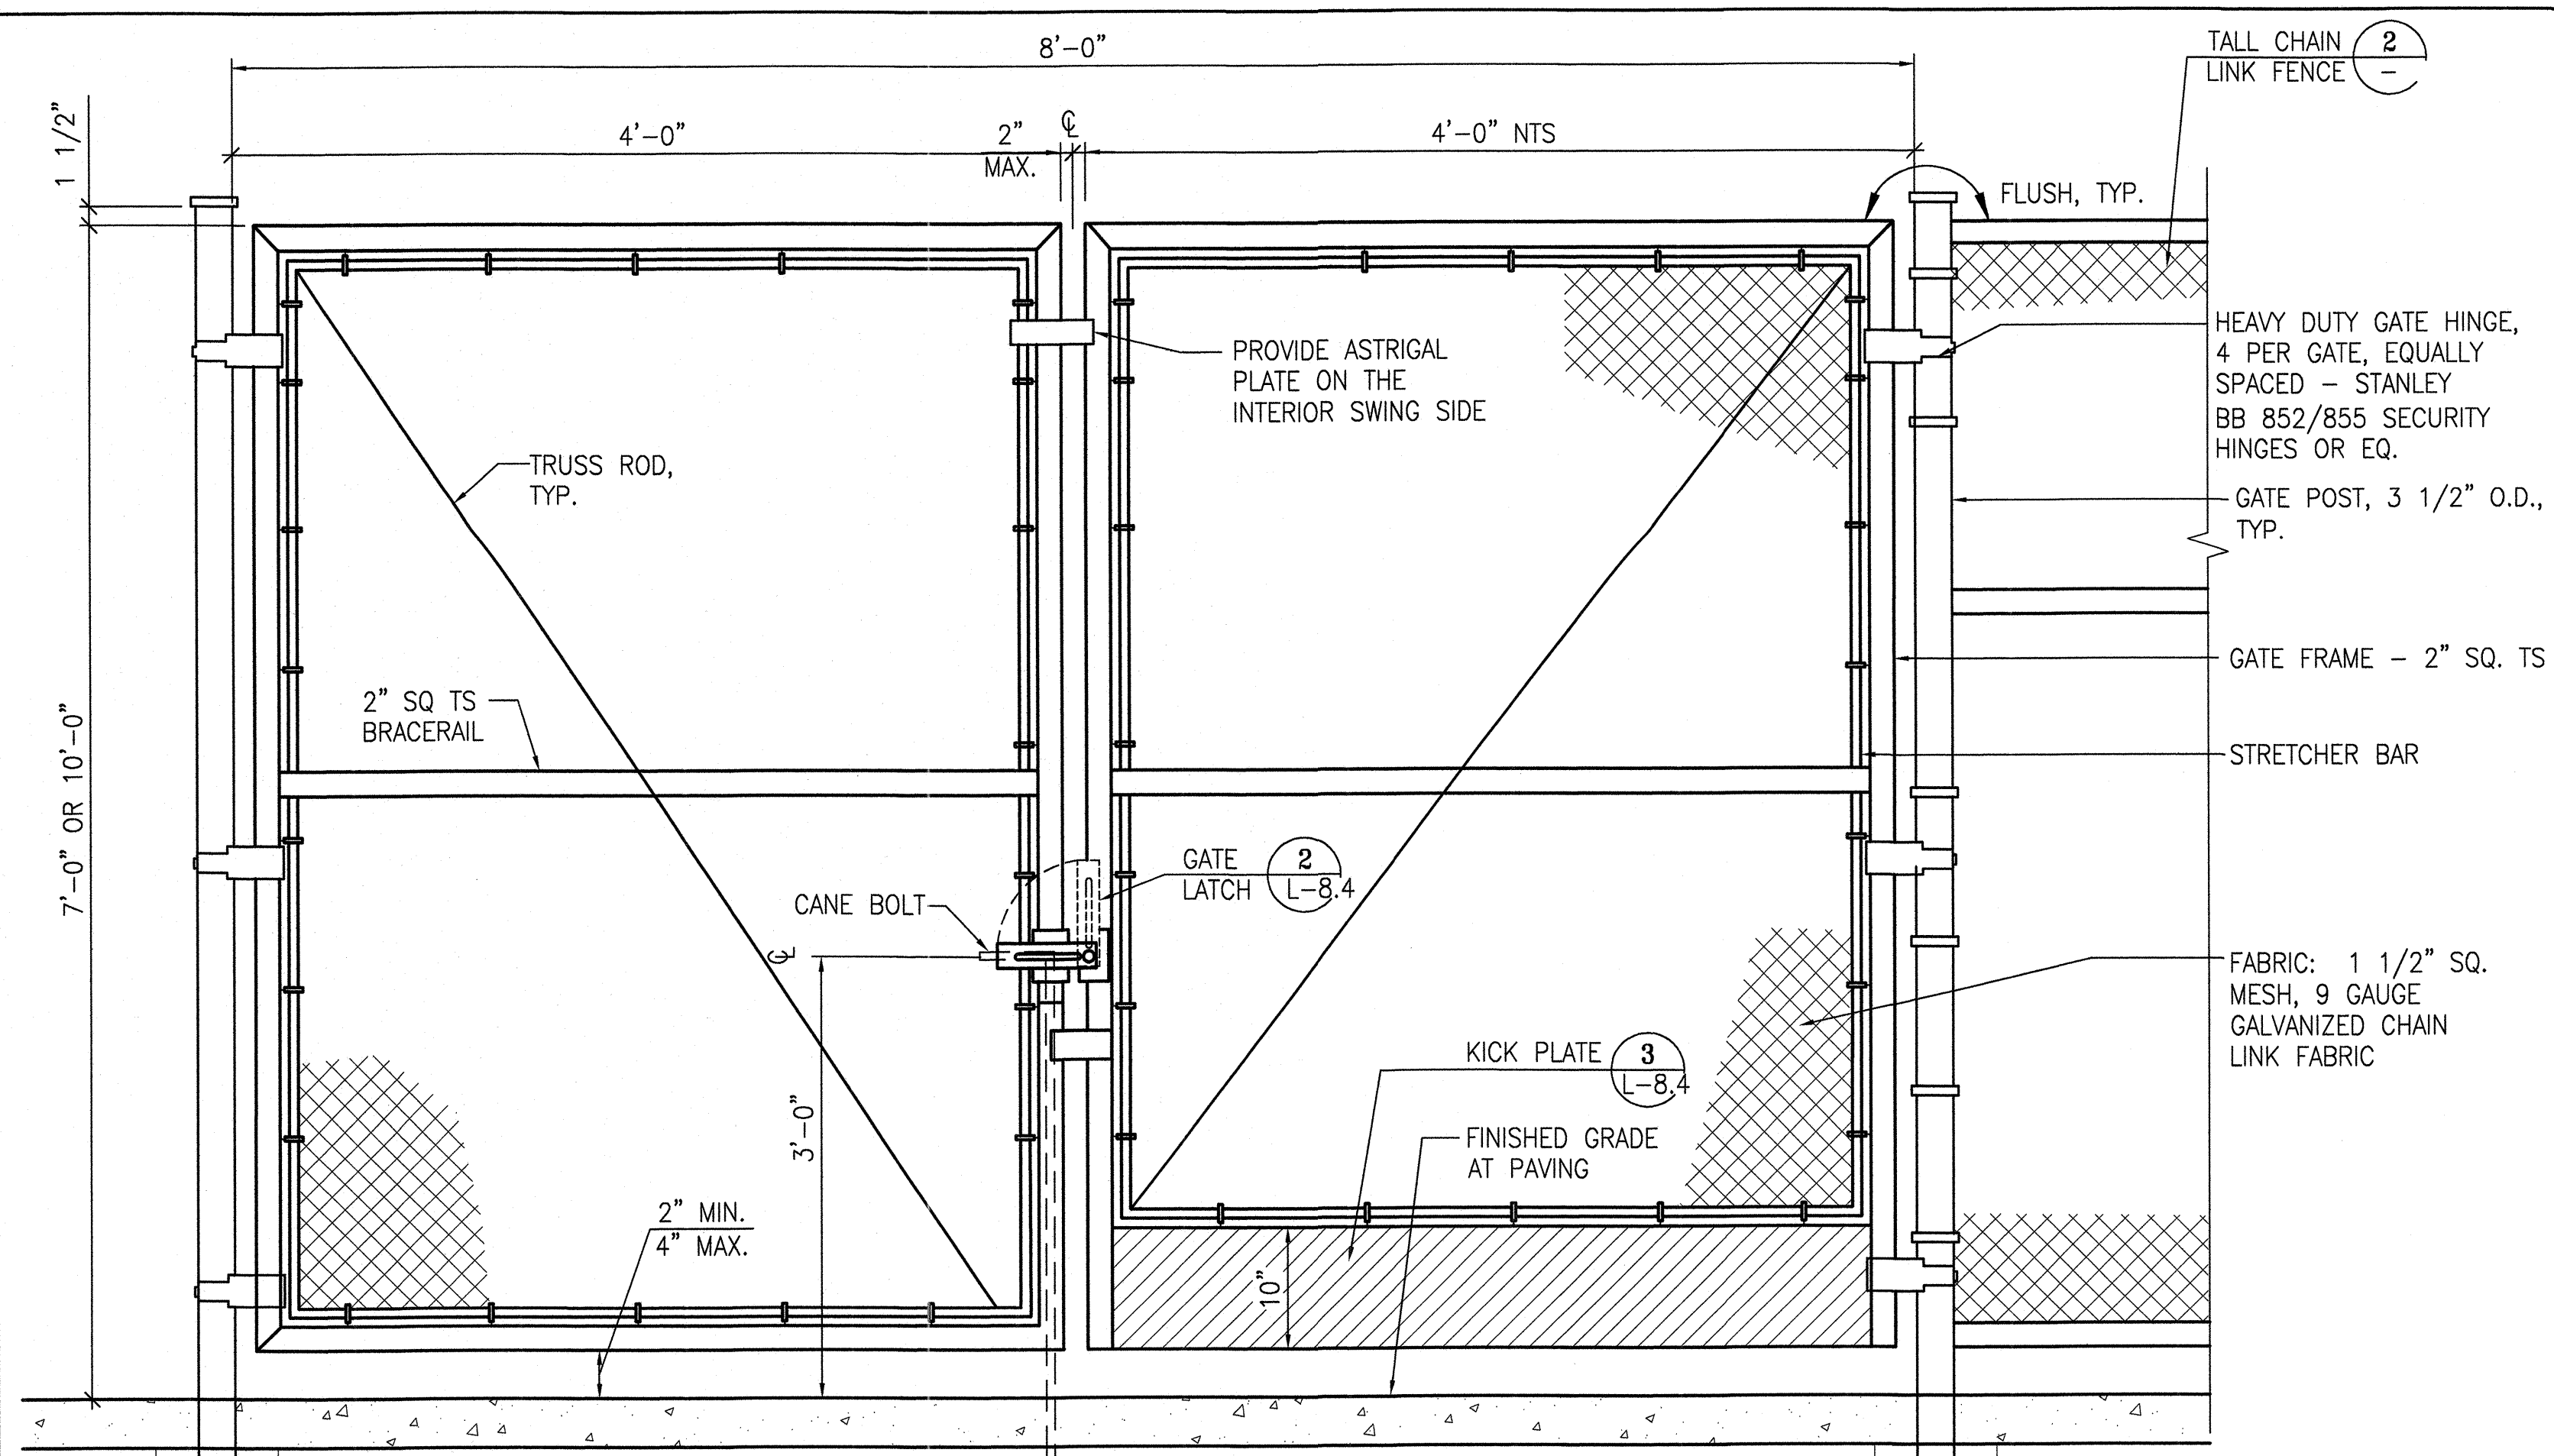 8'-0"
TALL CHAIN
LINK FENCE
2
-
1 1/2"
4'-0"
2"
MAX.
℄
4'-0" NTS
FLUSH, TYP.
PROVIDE ASTRIGAL
PLATE ON THE
INTERIOR SWING SIDE
HEAVY DUTY GATE HINGE,
4 PER GATE, EQUALLY
SPACED - STANLEY
BB 852/855 SECURITY
HINGES OR EQ.
TRUSS ROD,
TYP.
GATE POST, 3 1/2" O.D.,
TYP.
GATE FRAME - 2" SQ. TS
2" SQ TS
BRACERAIL
7'-0" OR 10'-0"
STRETCHER BAR
GATE
LATCH
2
L-8.4
CANE BOLT
℄
FABRIC: 1 1/2" SQ.
MESH, 9 GAUGE
GALVANIZED CHAIN
LINK FABRIC
KICK PLATE
3
L-8.4
3'-0"
FINISHED GRADE
AT PAVING
2" MIN.
4" MAX.
10"